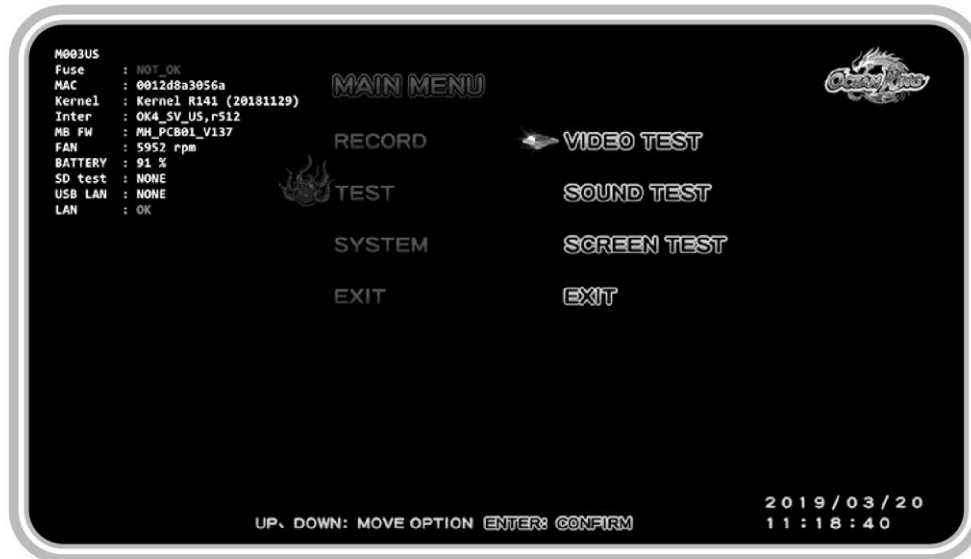 M003US
Fuse : NOT_OK
MAC : 0012d8a3056a
Kernel : Kernel R141 (20181129)
Inter : OK4_SV_US,r512
MB FW : MH_PCB01_V137
FAN : 5952 rpm
BATTERY : 91 %
SD test : NONE
USB LAN : NONE
LAN : OK
MAIN MENU
RECORD
TEST
SYSTEM
EXIT
VIDEO TEST
SOUND TEST
SCREEN TEST
EXIT
OCEAN KING
UP、DOWN: MOVE OPTION ENTER: CONFIRM
2019/03/20
11:18:40